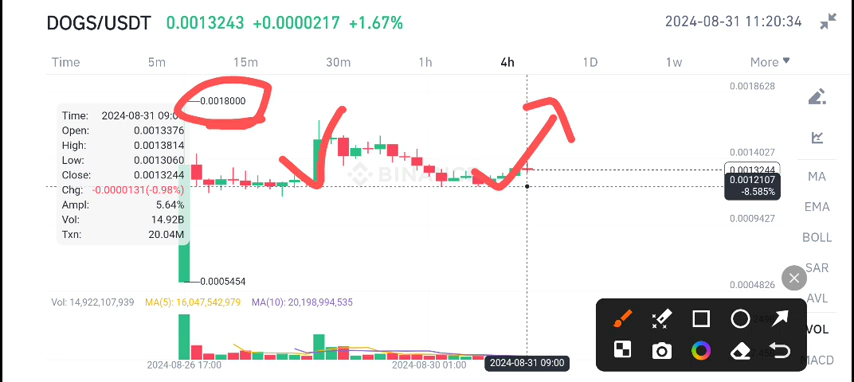 DOGS/USDT 0.0013243 +0.0000217 +1.67% 2024-08-31 11:20:34
Time 5m 15m 30m 1h 4h 1D 1w More
0.0018628
0.0018000
Time: 2024-08-31 09:00
Open: 0.0013376
High: 0.0013814
Low: 0.0013060
Close: 0.0013244
Chg: -0.0000131(-0.98%)
Ampl: 5.64%
Vol: 14.92B
Txn: 20.04M
BINANCE
0.0014027
0.0013244
0.0012107
-8.585%
0.0009427
0.0005454
0.0004826
MA
EMA
BOLL
SAR
AVL
VOL
MACD
Vol: 14,922,107,939 MA(5): 16,047,542,979 MA(10): 20,198,994,535
2024-08-26 17:00 2024-08-30 01:00 2024-08-31 09:00